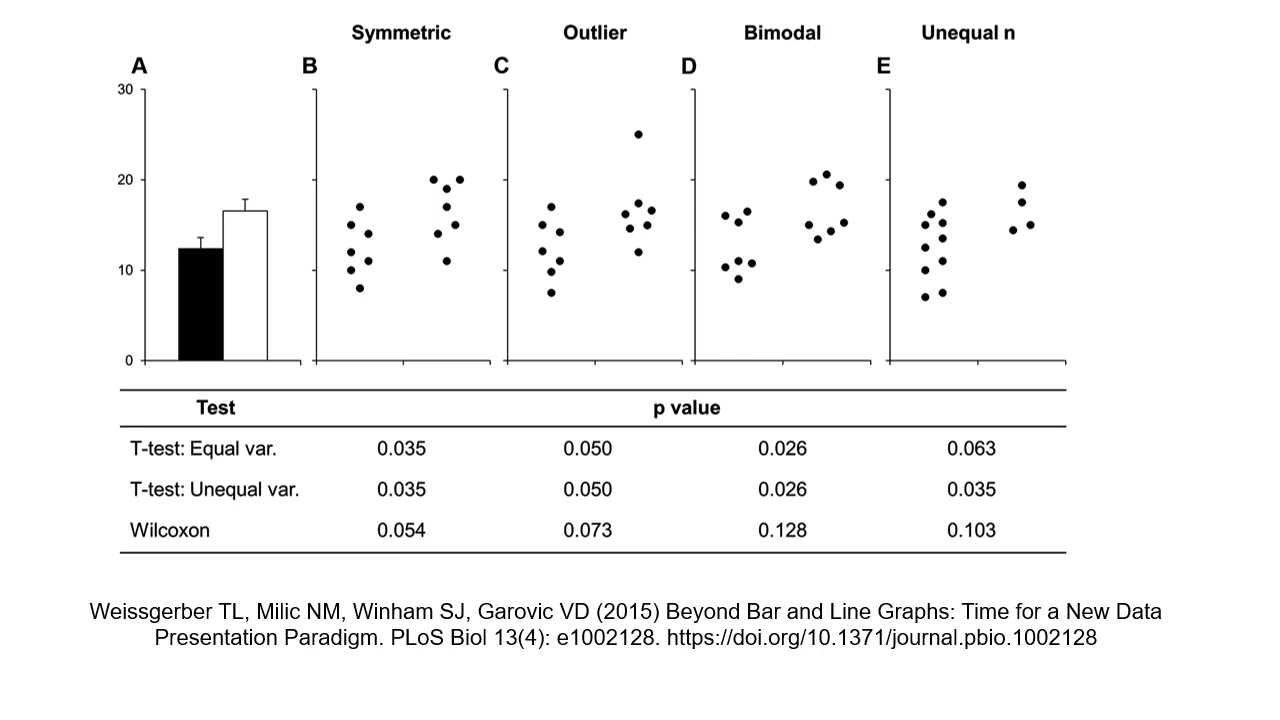 Symmetric Outlier Bimodal Unequal n
A B C D E
30
20
10
0
Test p value
T-test: Equal var. 0.035 0.050 0.026 0.063
T-test: Unequal var. 0.035 0.050 0.026 0.035
Wilcoxon 0.054 0.073 0.128 0.103
Weissgerber TL, Milic NM, Winham SJ, Garovic VD (2015) Beyond Bar and Line Graphs: Time for a New Data
Presentation Paradigm. PLoS Biol 13(4): e1002128. https://doi.org/10.1371/journal.pbio.1002128